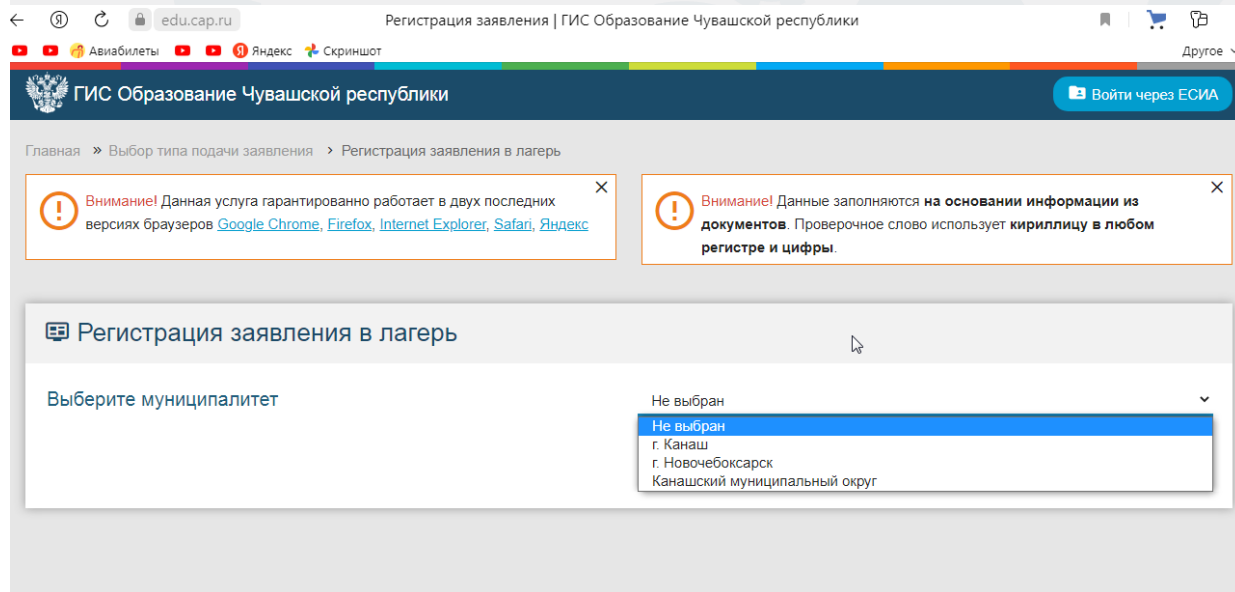 edu.cap.ru
Регистрация заявления | ГИС Образование Чувашской республики
Авиабилеты Яндекс Скриншот Другое
ГИС Образование Чувашской республики
Войти через ЕСИА
Главная » Выбор типа подачи заявления > Регистрация заявления в лагерь
Внимание! Данная услуга гарантированно работает в двух последних
версиях браузеров Google Chrome, Firefox, Internet Explorer, Safari, Яндекс
Внимание! Данные заполняются на основании информации из
документов. Проверочное слово использует кириллицу в любом
регистре и цифры.
Регистрация заявления в лагерь
Выберите муниципалитет
Не выбран
Не выбран
г. Канаш
г. Новочебоксарск
Канашский муниципальный округ